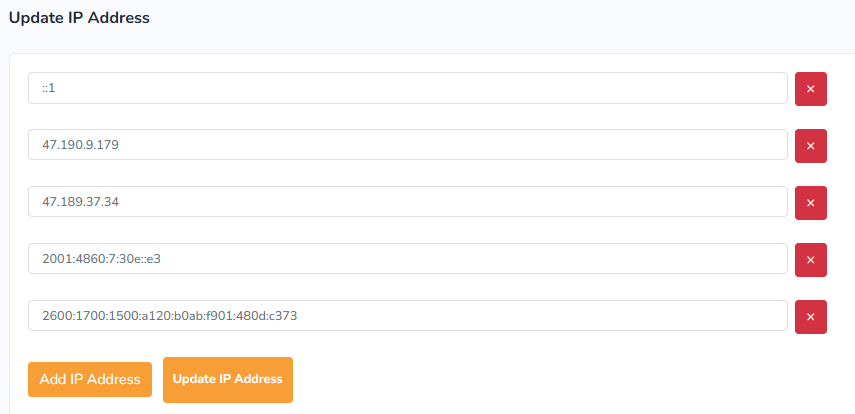 Update IP Address
::1
×
47.190.9.179
×
47.189.37.34
×
2001:4860:7:30e::e3
×
2600:1700:1500:a120:b0ab:f901:480d:c373
×
Add IP Address
Update IP Address